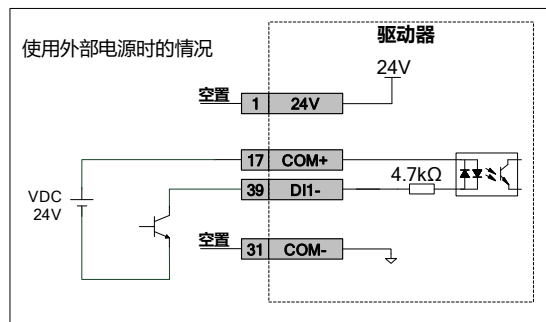 使用外部电源时的情况
驱动器
24V
空置 1 24V
17 COM+
VDC 24V
39 DI1-
4.7kΩ
空置 31 COM-